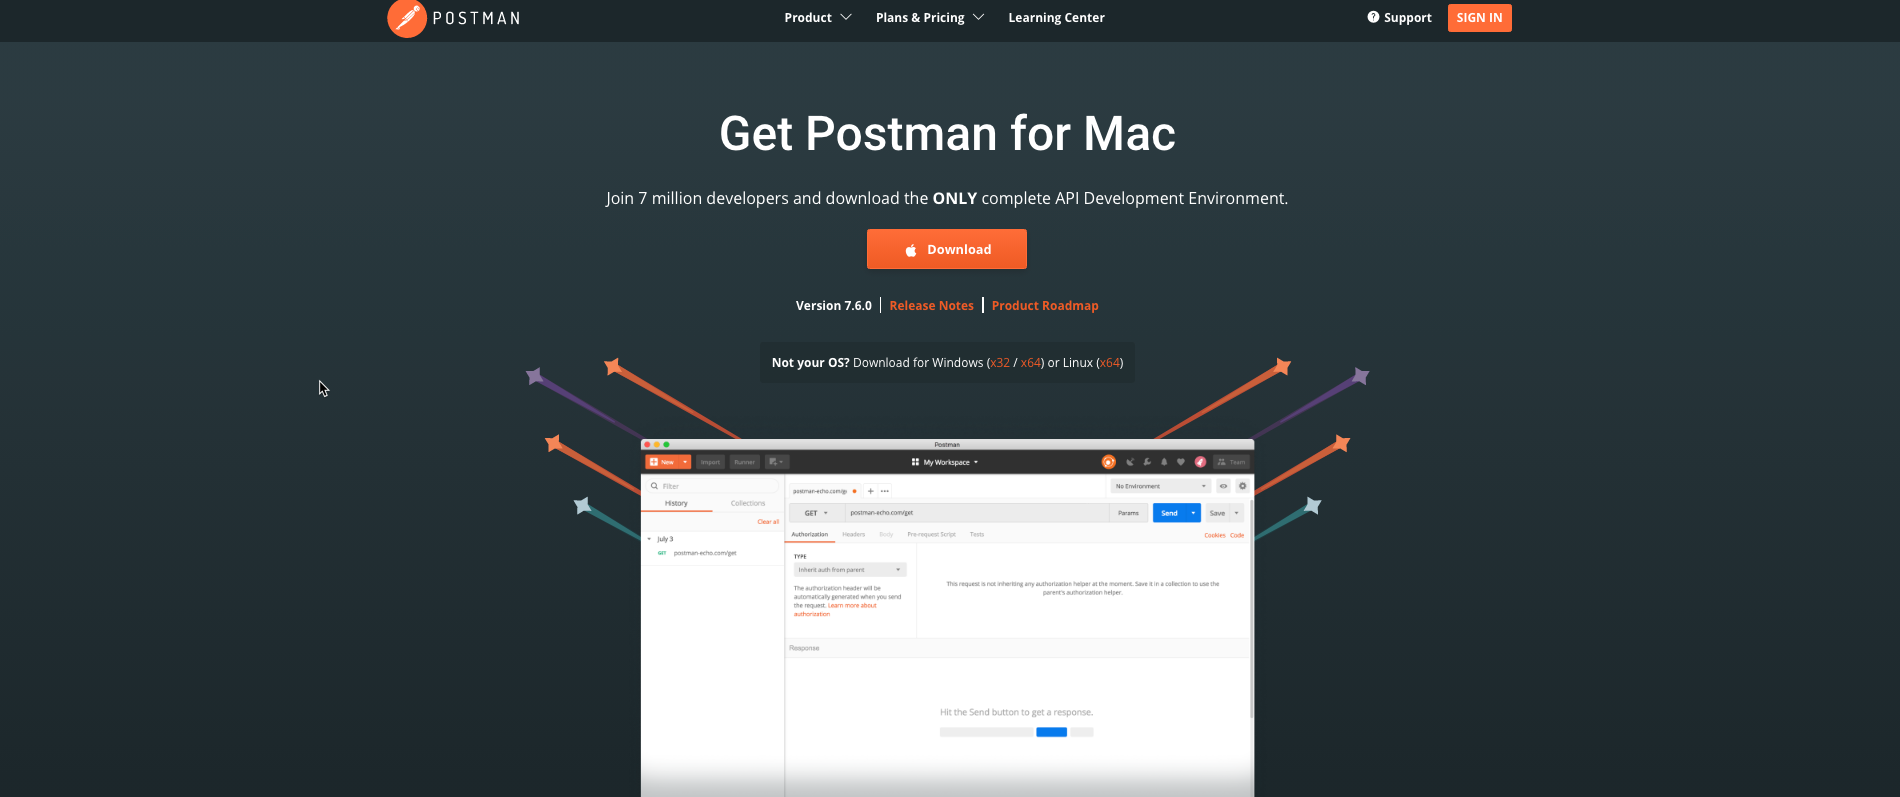 POSTMAN
Product
Plans & Pricing
Learning Center
Support
SIGN IN
Get Postman for Mac
Join 7 million developers and download the ONLY complete API Development Environment.
Download
Version 7.6.0 | Release Notes | Product Roadmap
Not your OS? Download for Windows (x32 / x64) or Linux (x64)
Postman
New
Import
Runner
My Workspace
Team
Filter
History
Collections
Clear all
July 3
GET postman-echo.com/get
postman-echo.com/g
No Environment
GET
postman-echo.com/get
Params
Send
Save
Authorization
Headers
Body
Pre-request Script
Tests
Cookies
Code
TYPE
Inherit auth from parent
The authorization header will be
automatically generated when you send
the request. Learn more about
authorization
This request is not inheriting any authorization helper at the moment. Save it in a collection to use the
parent's authorization helper.
Response
Hit the Send button to get a response.